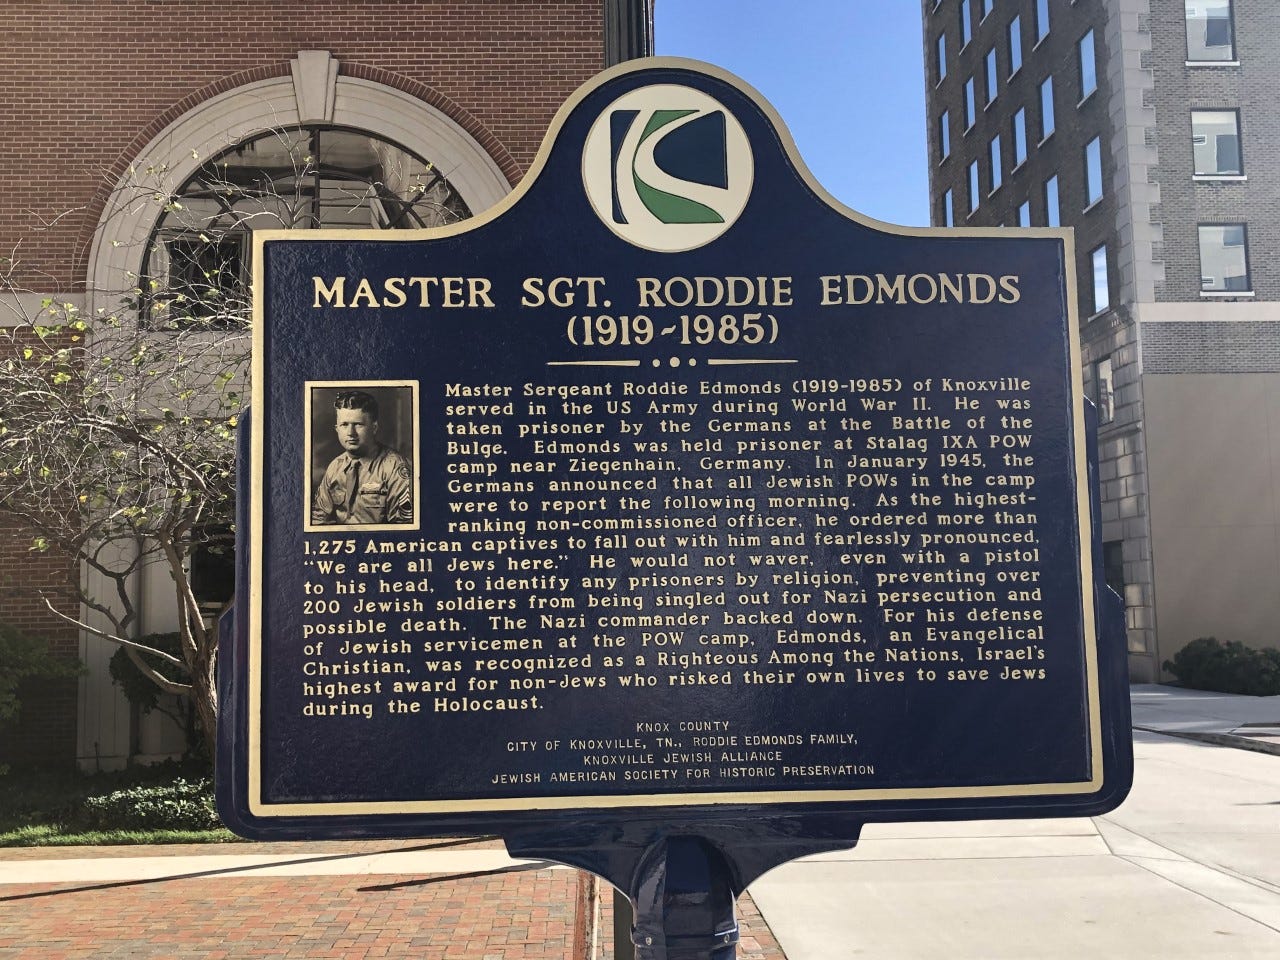 MASTER SGT. RODDIE EDMONDS
(1919~1985)
Master Sergeant Roddie Edmonds (1919-1985) of Knoxville
served in the US Army during World War II. He was
taken prisoner by the Germans at the Battle of the
Bulge. Edmonds was held prisoner at Stalag IXA POW
camp near Ziegenhain, Germany. In January 1945, the
Germans announced that all Jewish POWs in the camp
were to report the following morning. As the highest-
ranking non-commissioned officer, he ordered more than
1,275 American captives to fall out with him and fearlessly pronounced,
"We are all Jews here." He would not waver, even with a pistol
to his head, to identify any prisoners by religion, preventing over
200 Jewish soldiers from being singled out for Nazi persecution and
possible death. The Nazi commander backed down. For his defense
of Jewish servicemen at the POW camp, Edmonds, an Evangelical
Christian, was recognized as a Righteous Among the Nations, Israel's
highest award for non-Jews who risked their own lives to save Jews
during the Holocaust.
KNOX COUNTY
CITY OF KNOXVILLE, TN., RODDIE EDMONDS FAMILY,
KNOXVILLE JEWISH ALLIANCE
JEWISH AMERICAN SOCIETY FOR HISTORIC PRESERVATION